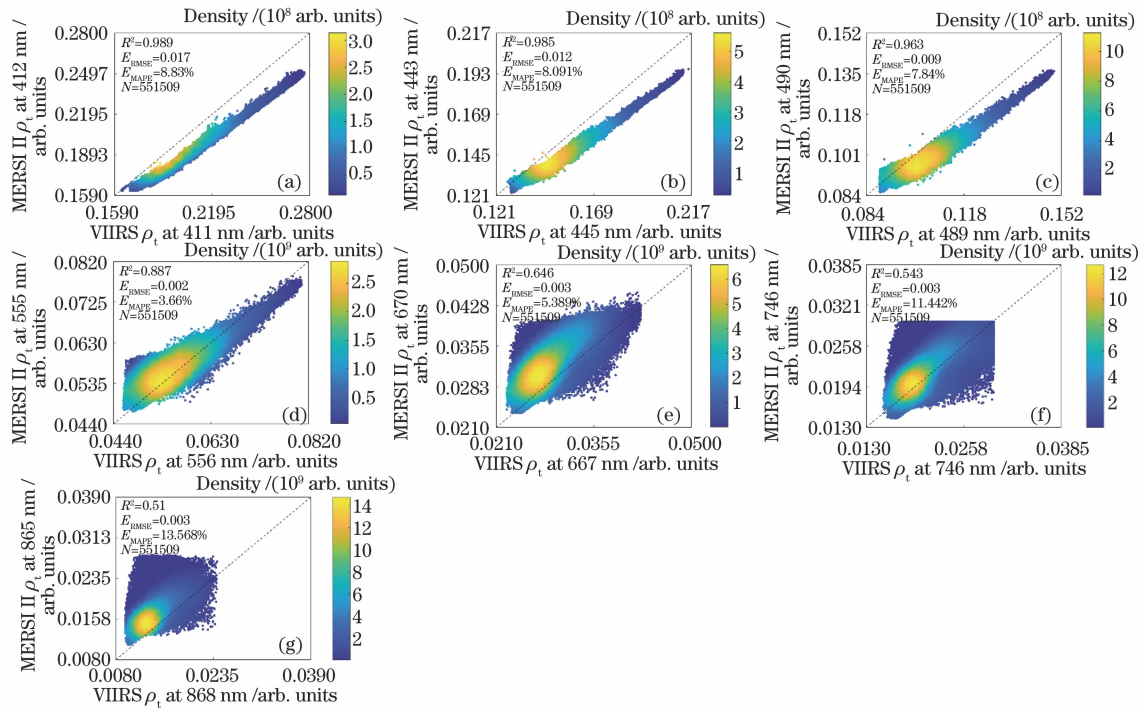 Density /(10⁸ arb. units)
MERSI II ρt at 412 nm /
arb. units
0.2800
0.2497
0.2195
0.1893
0.1590
R²=0.989
ERMSE=0.017
EMAPE=8.83%
N=551509
(a)
0.1590 0.2195 0.2800
VIIRS ρt at 411 nm /arb. units
3.0
2.5
2.0
1.5
1.0
0.5
Density /(10⁸ arb. units)
MERSI II ρt at 443 nm /
arb. units
0.217
0.193
0.169
0.145
0.121
R²=0.985
ERMSE=0.012
EMAPE=8.091%
N=551509
(b)
0.121 0.169 0.217
VIIRS ρt at 445 nm /arb. units
5
4
3
2
1
Density /(10⁸ arb. units)
MERSI II ρt at 490 nm /
arb. units
0.152
0.135
0.118
0.101
0.084
R²=0.963
ERMSE=0.009
EMAPE=7.84%
N=551509
(c)
0.084 0.118 0.152
VIIRS ρt at 489 nm /arb. units
10
8
6
4
2
Density /(10⁹ arb. units)
MERSI II ρt at 555 nm /
arb. units
0.0820
0.0725
0.0630
0.0535
0.0440
R²=0.887
ERMSE=0.002
EMAPE=3.66%
N=551509
(d)
0.0440 0.0630 0.0820
VIIRS ρt at 556 nm /arb. units
2.5
2.0
1.5
1.0
0.5
Density /(10⁹ arb. units)
MERSI II ρt at 670 nm /
arb. units
0.0500
0.0428
0.0355
0.0283
0.0210
R²=0.646
ERMSE=0.003
EMAPE=5.389%
N=551509
(e)
0.0210 0.0355 0.0500
VIIRS ρt at 667 nm /arb. units
6
5
4
3
2
1
Density /(10⁹ arb. units)
MERSI II ρt at 746 nm /
arb. units
0.0385
0.0321
0.0258
0.0194
0.0130
R²=0.543
ERMSE=0.003
EMAPE=11.442%
N=551509
(f)
0.0130 0.0258 0.0385
VIIRS ρt at 746 nm /arb. units
12
10
8
6
4
2
Density /(10⁹ arb. units)
MERSI II ρt at 865 nm /
arb. units
0.0390
0.0313
0.0235
0.0158
0.0080
R²=0.51
ERMSE=0.003
EMAPE=13.568%
N=551509
(g)
0.0080 0.0235 0.0390
VIIRS ρt at 868 nm /arb. units
14
12
10
8
6
4
2